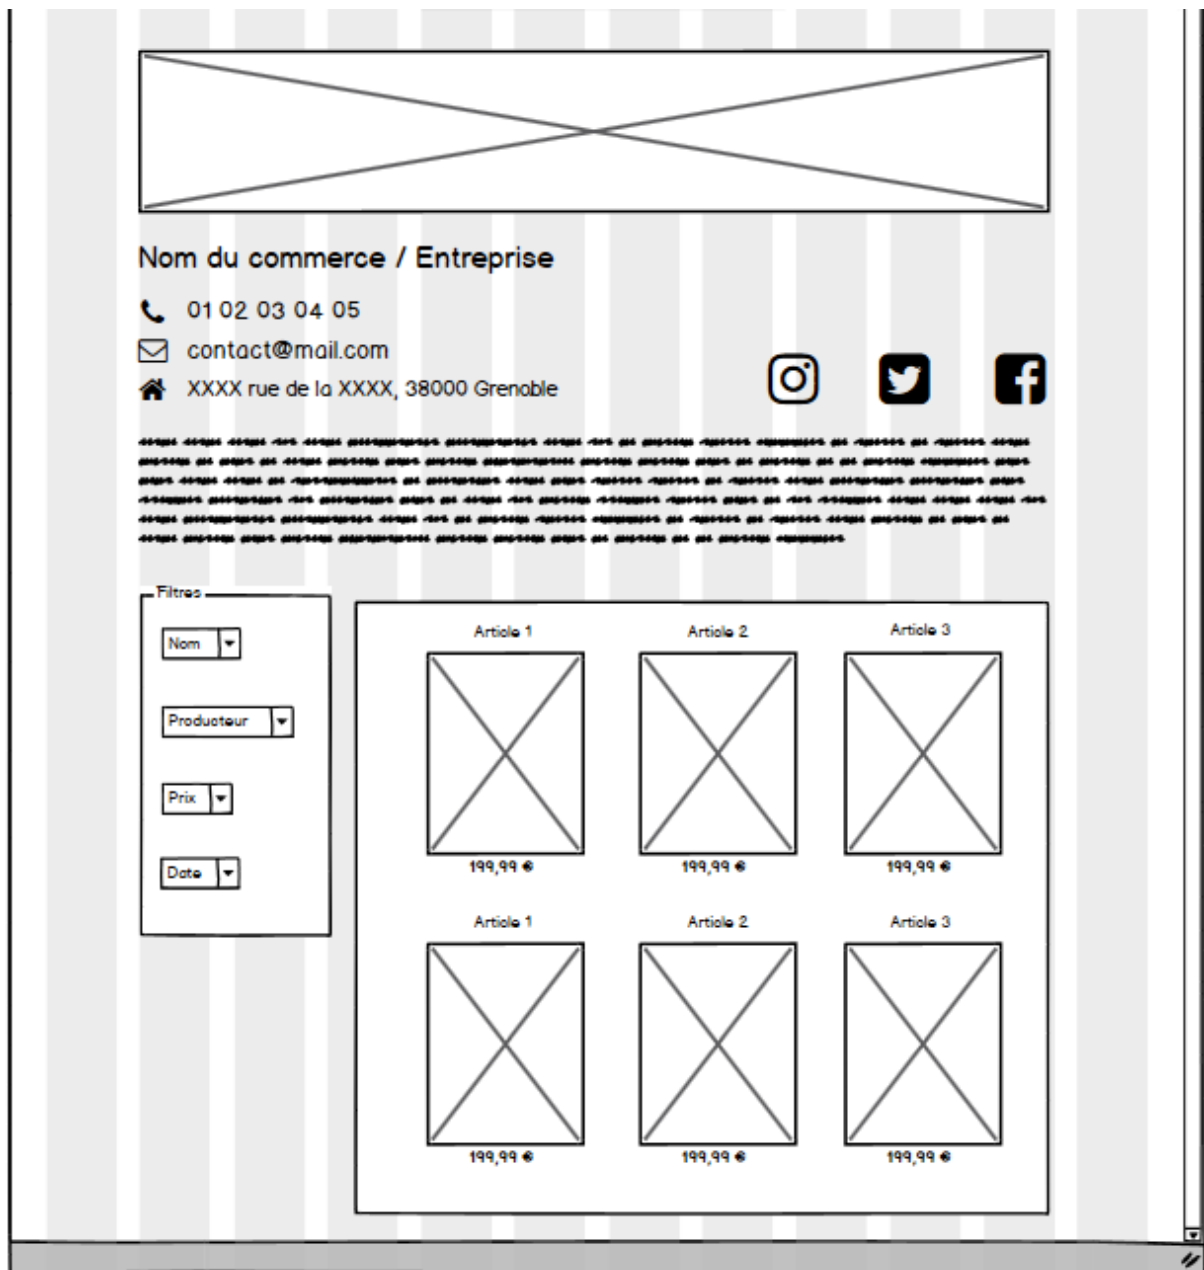 Nom du commerce / Entreprise
01 02 03 04 05
contact@mail.com
XXXX rue de la XXXX, 38000 Grenoble
Filtres
Nom
Producteur
Prix
Date
Article 1
Article 2
Article 3
199,99 €
199,99 €
199,99 €
Article 1
Article 2
Article 3
199,99 €
199,99 €
199,99 €